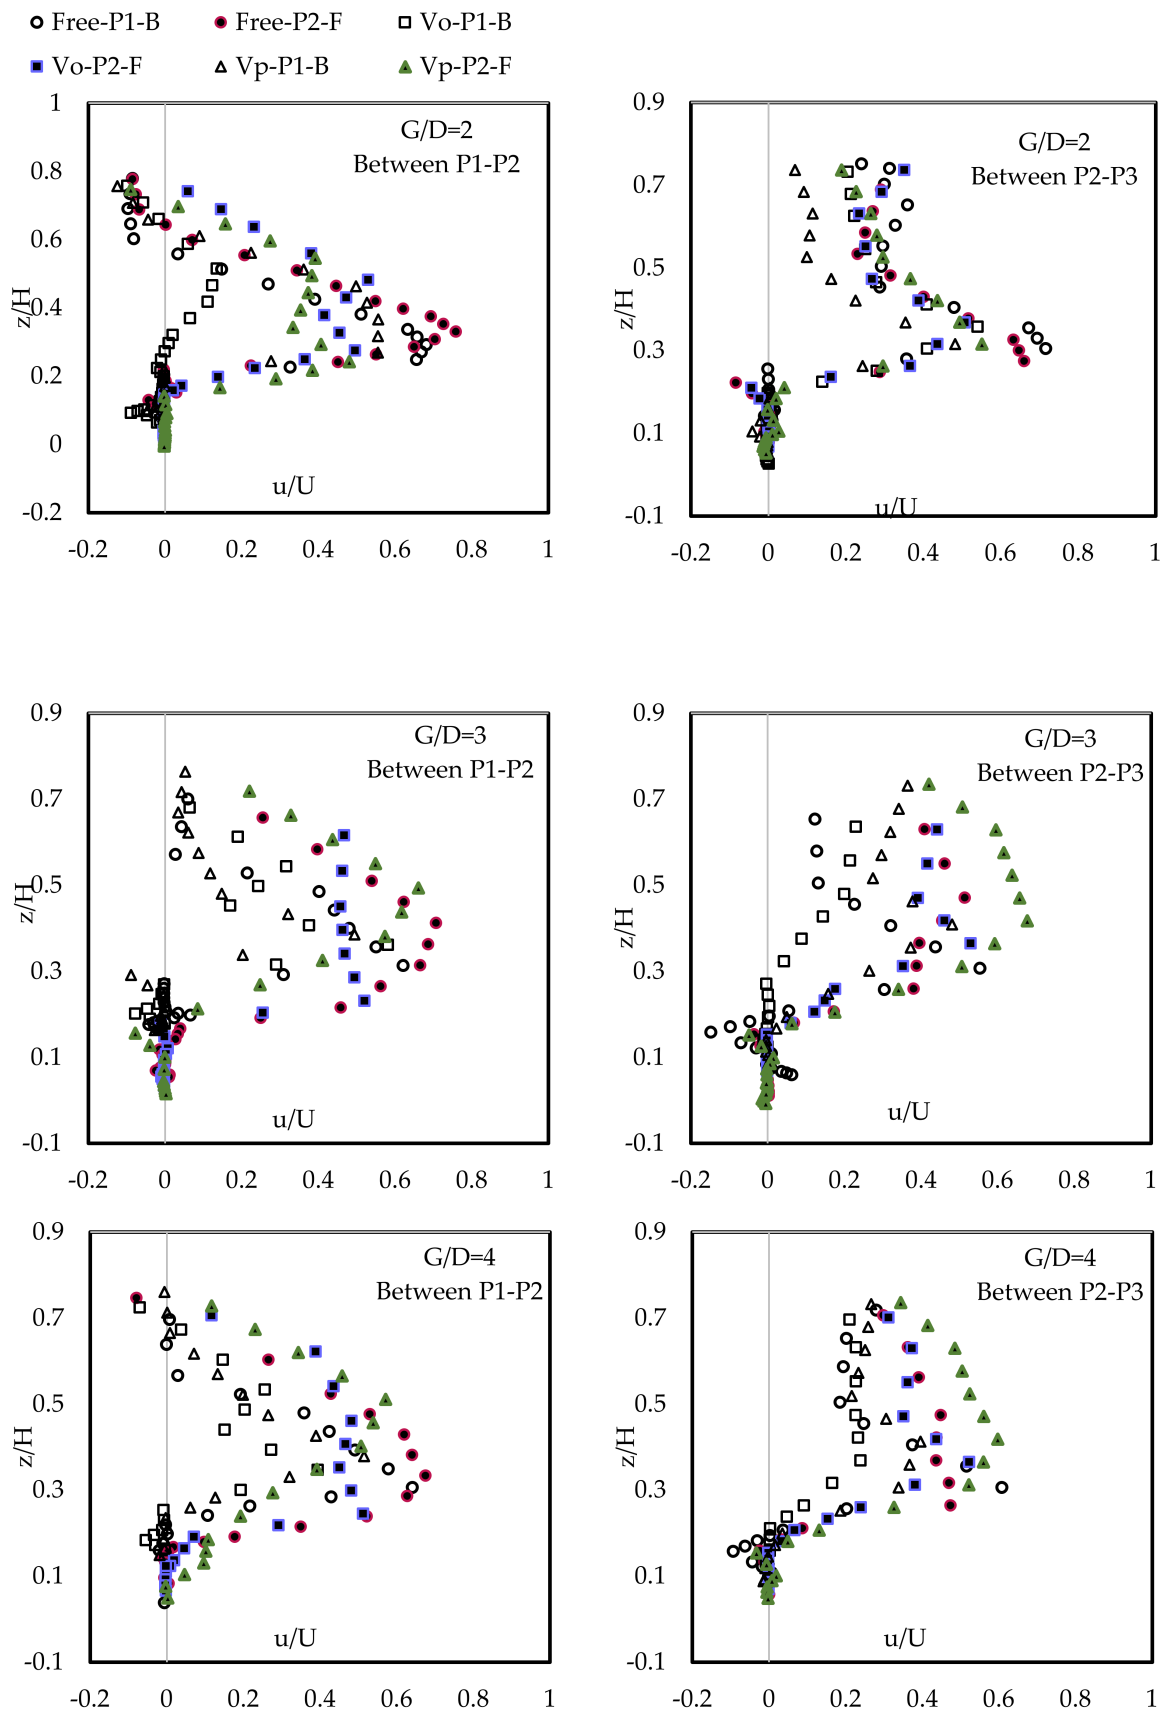 Free-P1-B Free-P2-F Vo-P1-B
Vo-P2-F Vp-P1-B Vp-P2-F
1
0.8
0.6
0.4
0.2
0
-0.2
z/H
G/D=2
Between P1-P2
u/U
-0.2 0 0.2 0.4 0.6 0.8 1
0.9
0.7
0.5
0.3
0.1
-0.1
z/H
G/D=2
Between P2-P3
u/U
-0.2 0 0.2 0.4 0.6 0.8 1
0.9
0.7
0.5
0.3
0.1
-0.1
z/H
G/D=3
Between P1-P2
u/U
-0.2 0 0.2 0.4 0.6 0.8 1
0.9
0.7
0.5
0.3
0.1
-0.1
z/H
G/D=3
Between P2-P3
u/U
-0.2 0 0.2 0.4 0.6 0.8 1
0.9
0.7
0.5
0.3
0.1
-0.1
z/H
G/D=4
Between P1-P2
u/U
-0.2 0 0.2 0.4 0.6 0.8 1
0.9
0.7
0.5
0.3
0.1
-0.1
z/H
G/D=4
Between P2-P3
u/U
-0.2 0 0.2 0.4 0.6 0.8 1